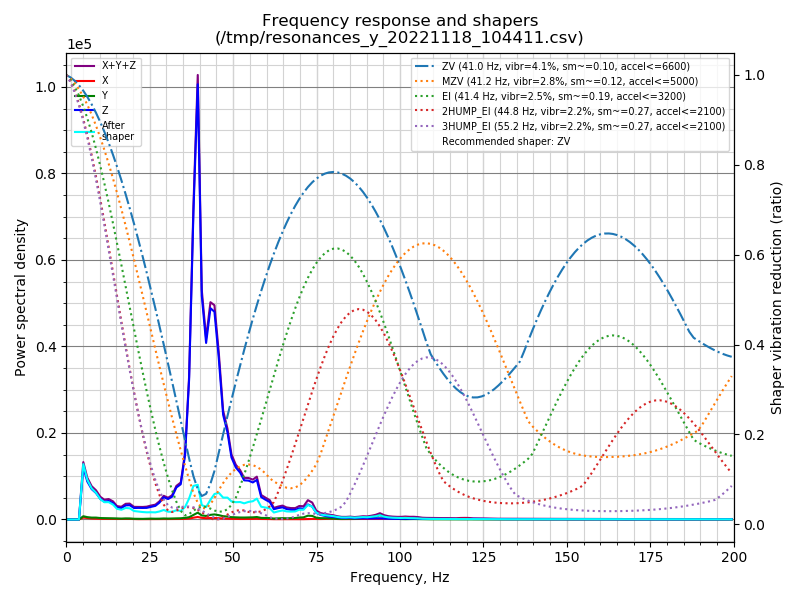 Frequency response and shapers
(/tmp/resonances_y_20221118_104411.csv)
1e5
X+Y+Z
X
Y
Z
After
shaper
ZV (41.0 Hz, vibr=4.1%, sm~=0.10, accel<=6600)
MZV (41.2 Hz, vibr=2.8%, sm~=0.12, accel<=5000)
EI (41.4 Hz, vibr=2.5%, sm~=0.19, accel<=3200)
2HUMP_EI (44.8 Hz, vibr=2.2%, sm~=0.27, accel<=2100)
3HUMP_EI (55.2 Hz, vibr=2.2%, sm~=0.27, accel<=2100)
Recommended shaper: ZV
Power spectral density
1.0
0.8
0.6
0.4
0.2
0.0
1.0
0.8
0.6
0.4
0.2
0.0
Shaper vibration reduction (ratio)
0 25 50 75 100 125 150 175 200
Frequency, Hz